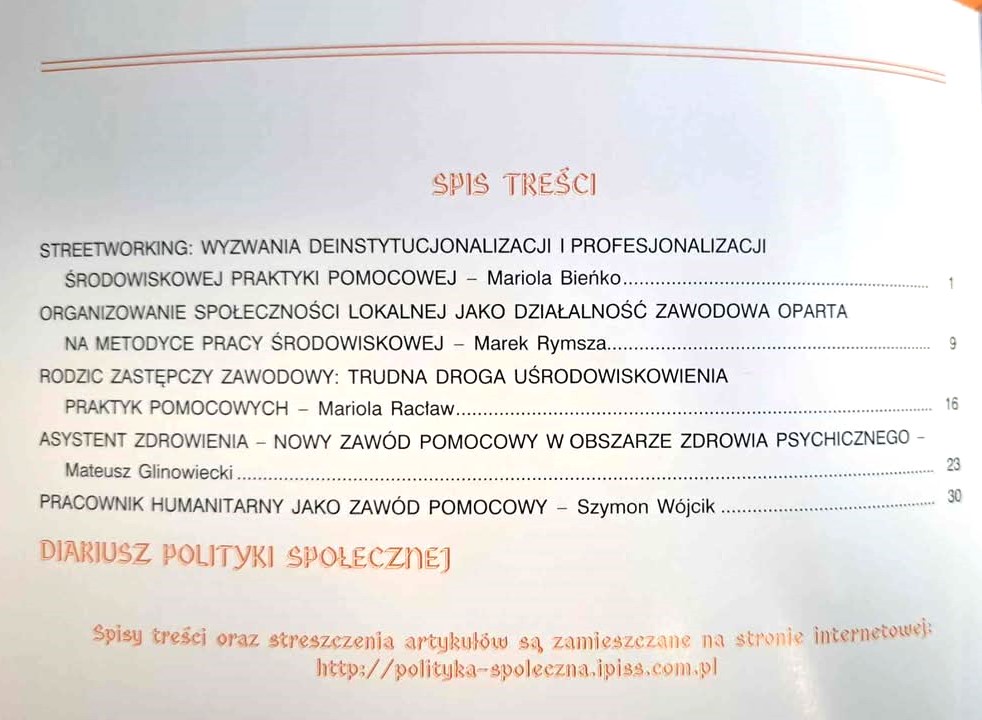 SPIS TREŚCI
STREETWORKING: WYZWANIA DEINSTYTUCJONALIZACJI I PROFESJONALIZACJI
ŚRODOWISKOWEJ PRAKTYKI POMOCOWEJ – Mariola Bieńko.......... 1
ORGANIZOWANIE SPOŁECZNOŚCI LOKALNEJ JAKO DZIAŁALNOŚĆ ZAWODOWA OPARTA
NA METODYCE PRACY ŚRODOWISKOWEJ – Marek Rymsza.......... 9
RODZIC ZASTĘPCZY ZAWODOWY: TRUDNA DROGA UŚRODOWISKOWIENIA
PRAKTYK POMOCOWYCH – Mariola Racław.......... 16
ASYSTENT ZDROWIENIA – NOWY ZAWÓD POMOCOWY W OBSZARZE ZDROWIA PSYCHICZNEGO –
Mateusz Glinowiecki .......... 23
PRACOWNIK HUMANITARNY JAKO ZAWÓD POMOCOWY – Szymon Wójcik .......... 30
DIARIUSZ POLITYKI SPOŁECZNEJ
Spisy treści oraz streszczenia artykułów są zamieszczane na stronie internetowej:
http://polityka-spoleczna.ipiss.com.pl